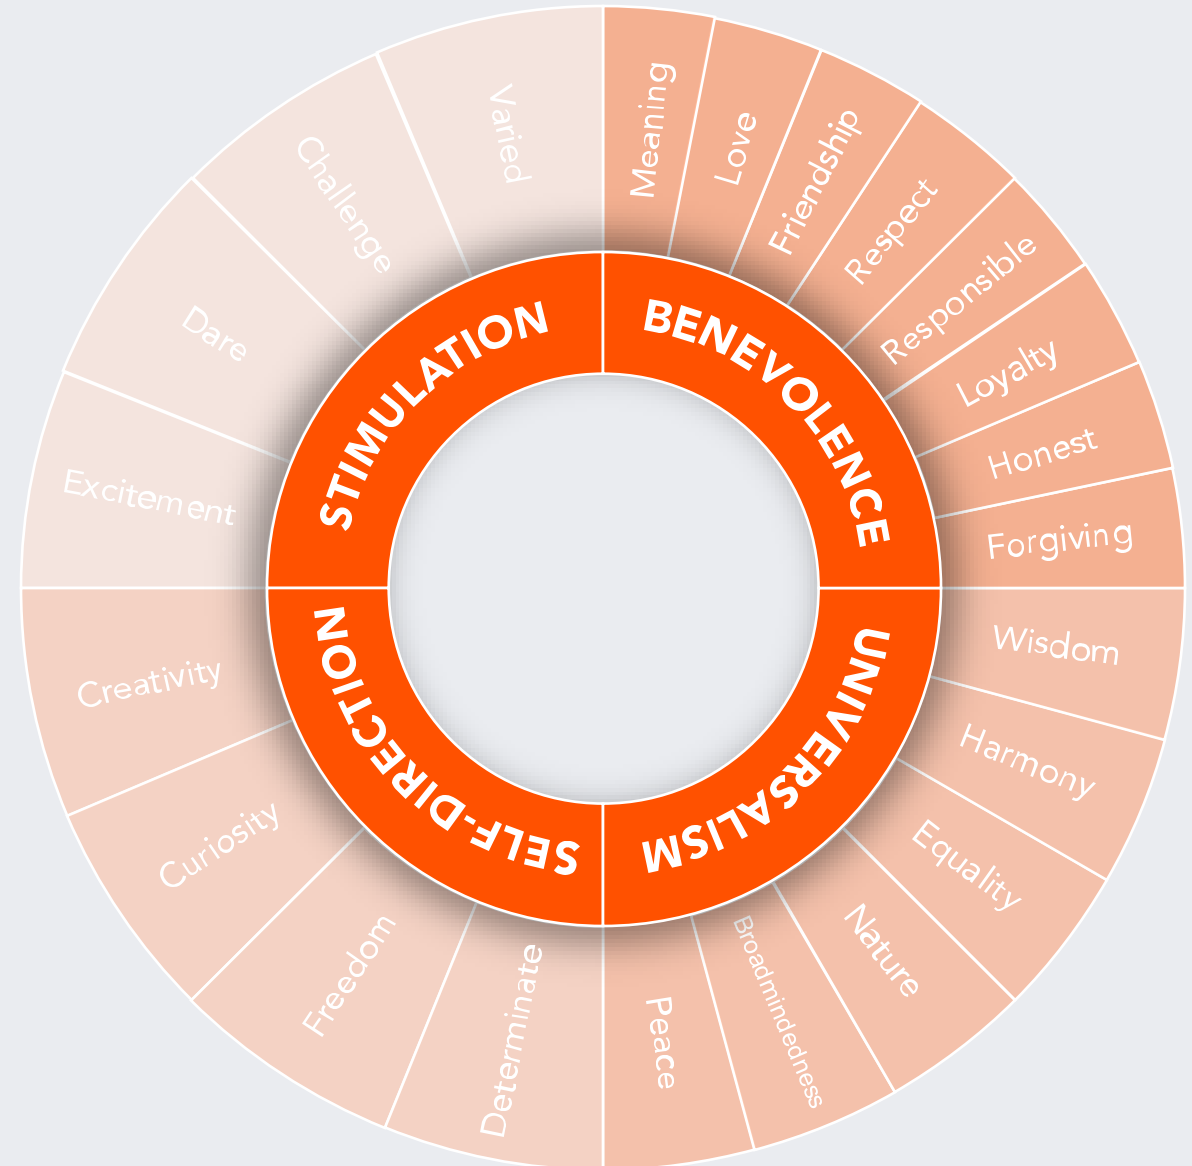 STIMULATION
BENEVOLENCE
UNIVERSALISM
SELF-DIRECTION
Meaning
Love
Friendship
Respect
Responsible
Loyalty
Honest
Forgiving
Wisdom
Harmony
Equality
Nature
Broadmindedness
Peace
Determinate
Freedom
Curiosity
Creativity
Excitement
Dare
Challenge
Varied